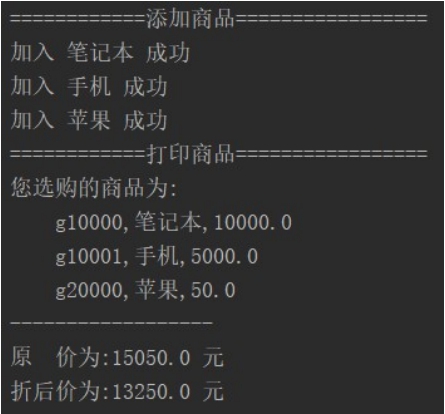 ============添加商品=================
加入 笔记本 成功
加入 手机 成功
加入 苹果 成功
============打印商品=================
您选购的商品为:
    g10000,笔记本,10000.0
    g10001,手机,5000.0
    g20000,苹果,50.0
------------------
原  价为:15050.0 元
折后价为:13250.0 元